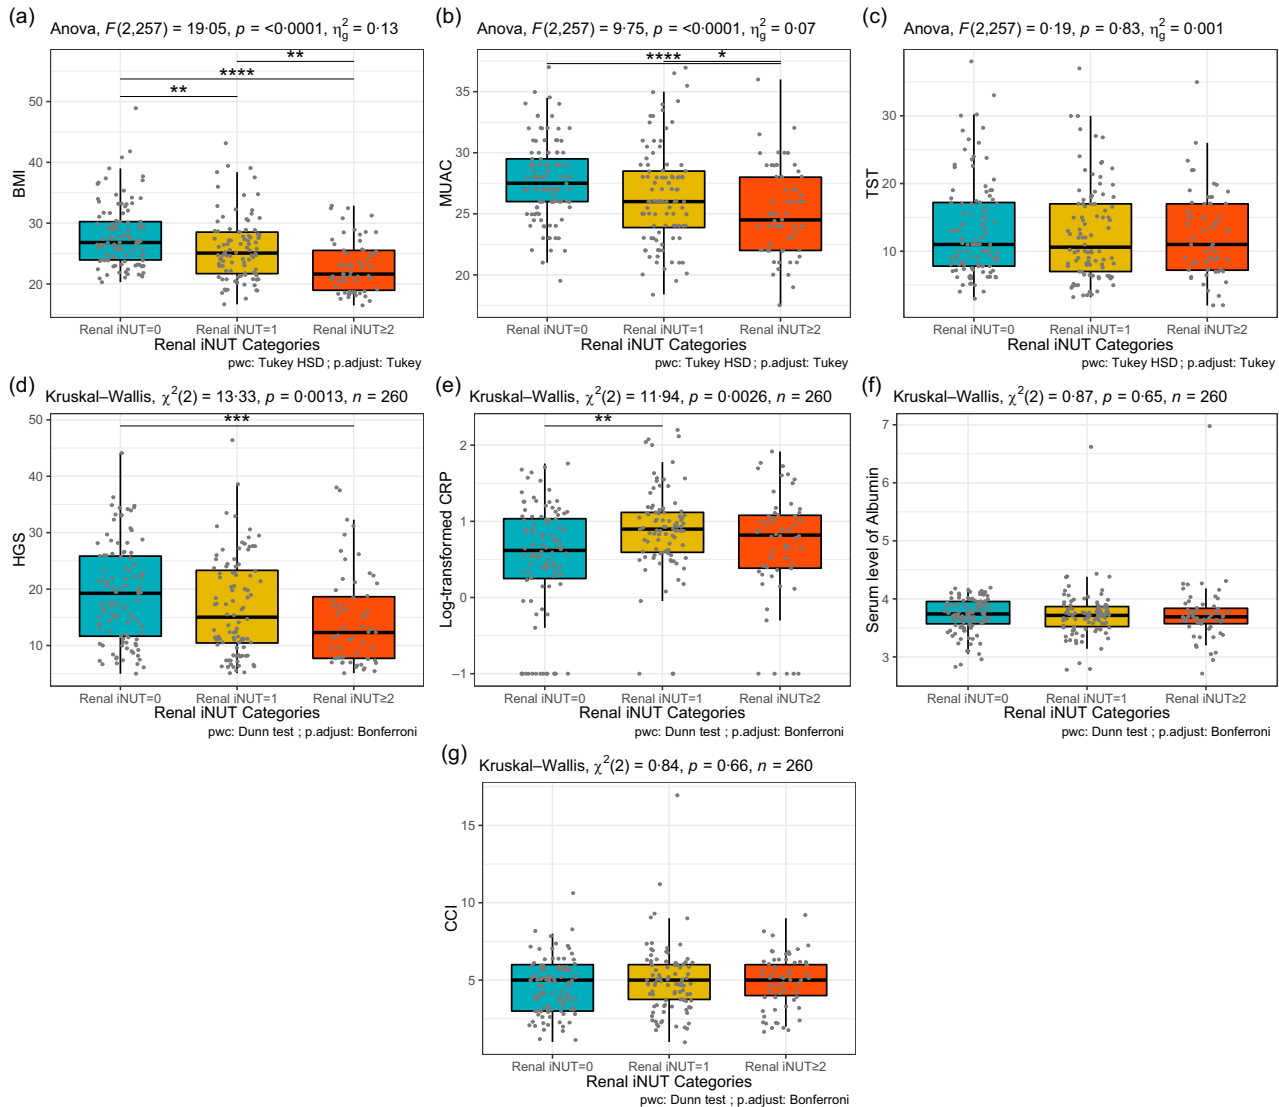 (a)
Anova, F(2,257) = 19·05, p = <0·0001, η²g = 0·13
**
****
**
BMI
50
40
30
20
Renal iNUT=0 Renal iNUT=1 Renal iNUT≥2
Renal iNUT Categories
pwc: Tukey HSD ; p.adjust: Tukey
(b)
Anova, F(2,257) = 9·75, p = <0·0001, η²g = 0·07
**** *
MUAC
35
30
25
20
Renal iNUT=0 Renal iNUT=1 Renal iNUT≥2
Renal iNUT Categories
pwc: Tukey HSD ; p.adjust: Tukey
(c)
Anova, F(2,257) = 0·19, p = 0·83, η²g = 0·001
TST
30
20
10
Renal iNUT=0 Renal iNUT=1 Renal iNUT≥2
Renal iNUT Categories
pwc: Tukey HSD ; p.adjust: Tukey
(d)
Kruskal–Wallis, χ²(2) = 13·33, p = 0·0013, n = 260
***
HGS
50
40
30
20
10
Renal iNUT=0 Renal iNUT=1 Renal iNUT≥2
Renal iNUT Categories
pwc: Dunn test ; p.adjust: Bonferroni
(e)
Kruskal–Wallis, χ²(2) = 11·94, p = 0·0026, n = 260
**
Log-transformed CRP
2
1
0
−1
Renal iNUT=0 Renal iNUT=1 Renal iNUT≥2
Renal iNUT Categories
pwc: Dunn test ; p.adjust: Bonferroni
(f)
Kruskal–Wallis, χ²(2) = 0·87, p = 0·65, n = 260
Serum level of Albumin
7
6
5
4
3
Renal iNUT=0 Renal iNUT=1 Renal iNUT≥2
Renal iNUT Categories
pwc: Dunn test ; p.adjust: Bonferroni
(g)
Kruskal–Wallis, χ²(2) = 0·84, p = 0·66, n = 260
CCI
15
10
5
Renal iNUT=0 Renal iNUT=1 Renal iNUT≥2
Renal iNUT Categories
pwc: Dunn test ; p.adjust: Bonferroni